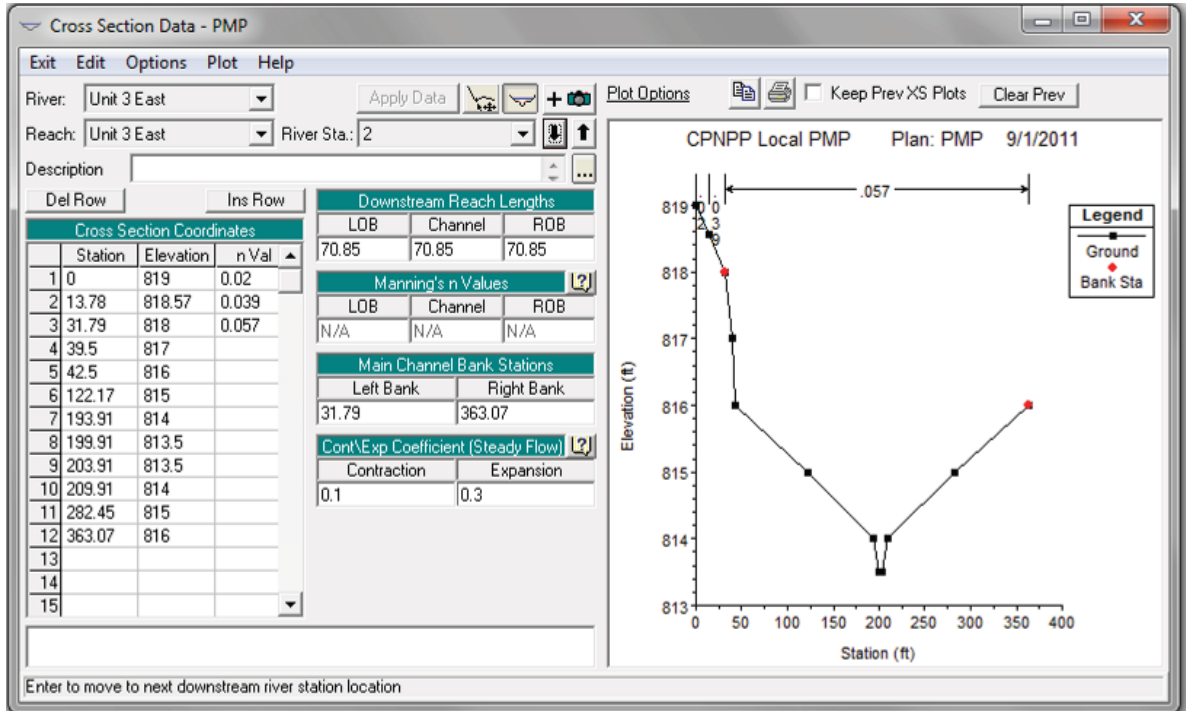 Cross Section Data - PMP
Exit Edit Options Plot Help
River: Unit 3 East Apply Data
Reach: Unit 3 East River Sta.: 2
Description ...
Del Row Ins Row
Cross Section Coordinates
Station Elevation n Val
1 0 819 0.02
2 13.78 818.57 0.039
3 31.79 818 0.057
4 39.5 817
5 42.5 816
6 122.17 815
7 193.91 814
8 199.91 813.5
9 203.91 813.5
10 209.91 814
11 282.45 815
12 363.07 816
13
14
15
Downstream Reach Lengths
LOB Channel ROB
70.85 70.85 70.85
Manning's n Values
LOB Channel ROB
N/A N/A N/A
Main Channel Bank Stations
Left Bank Right Bank
31.79 363.07
Cont\Exp Coefficient (Steady Flow)
Contraction Expansion
0.1 0.3
Plot Options Keep Prev XS Plots Clear Prev
CPNPP Local PMP Plan: PMP 9/1/2011
.02
.039
.057
Legend
Ground
Bank Sta
819
818
817
816
815
814
813
Elevation (ft)
0 50 100 150 200 250 300 350 400
Station (ft)
Enter to move to next downstream river station location